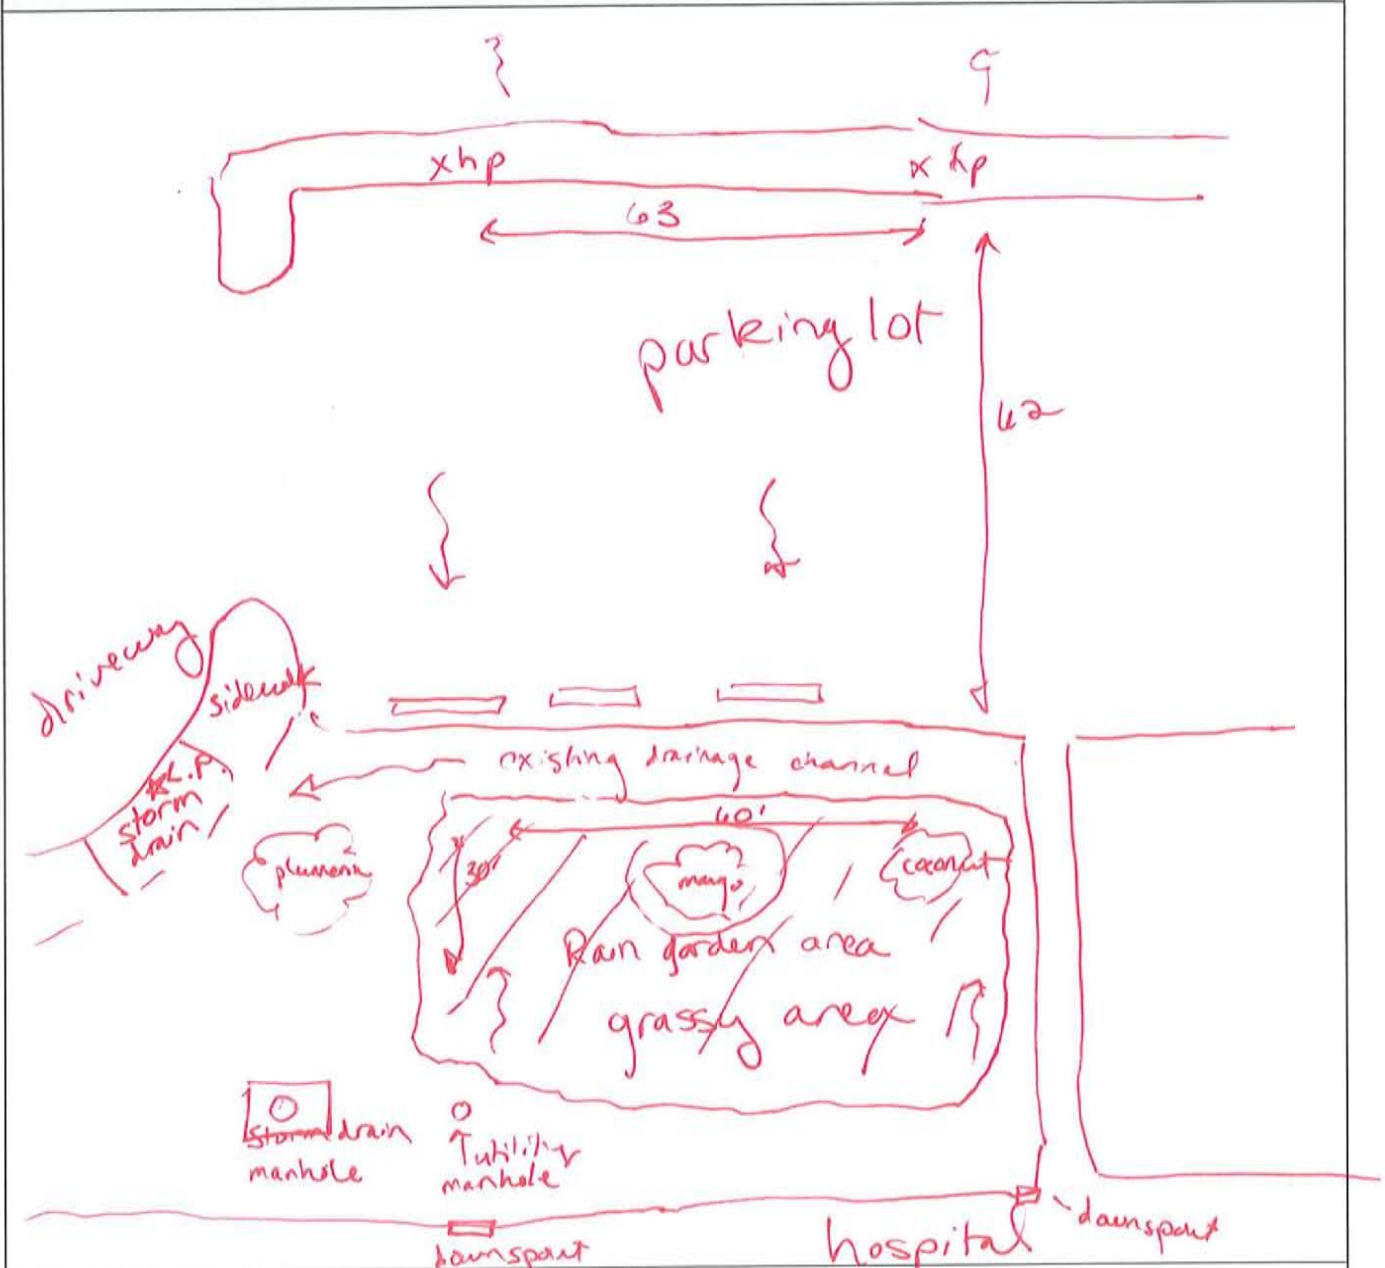 xhp
x hp
63
parking lot
62
driveway
sidewalk
existing drainage channel
L.P.
storm
drain
60'
plumeria
30'
mango
coconut
Rain garden area
grassy area
storm drain
manhole
utility
manhole
downspout
hospital
downspout